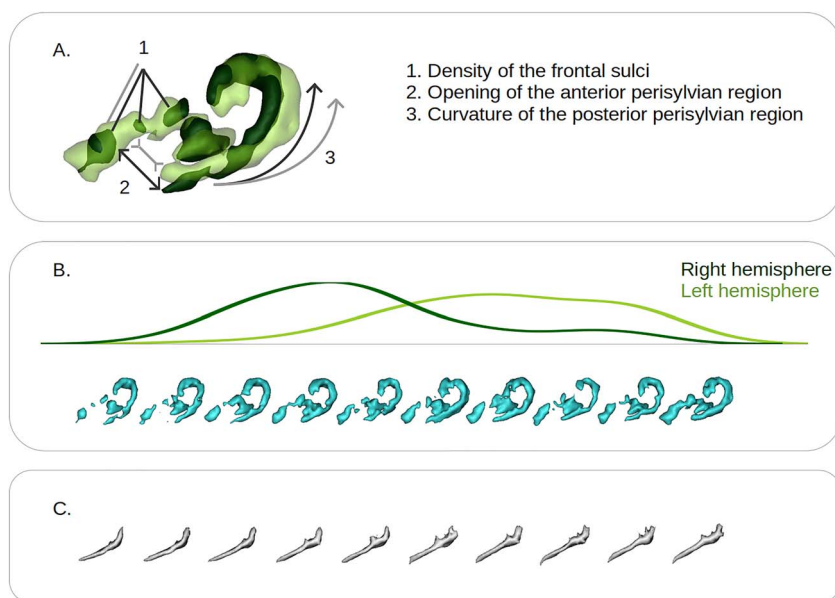 A.
1
2
3
1. Density of the frontal sulci
2. Opening of the anterior perisylvian region
3. Curvature of the posterior perisylvian region
B.
Right hemisphere
Left hemisphere
C.